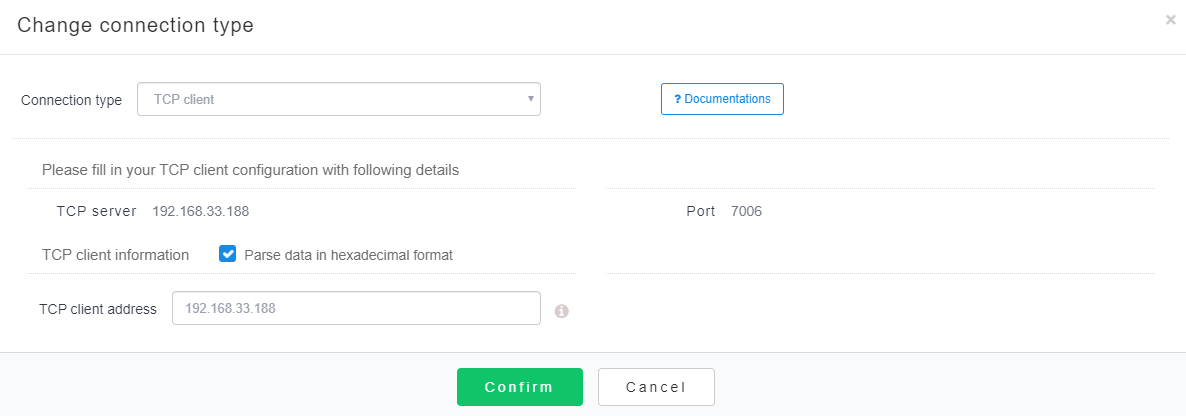 Change connection type
×
Connection type TCP client
? Documentations
Please fill in your TCP client configuration with following details
TCP server 192.168.33.188
Port 7006
TCP client information Parse data in hexadecimal format
TCP client address 192.168.33.188
Confirm Cancel